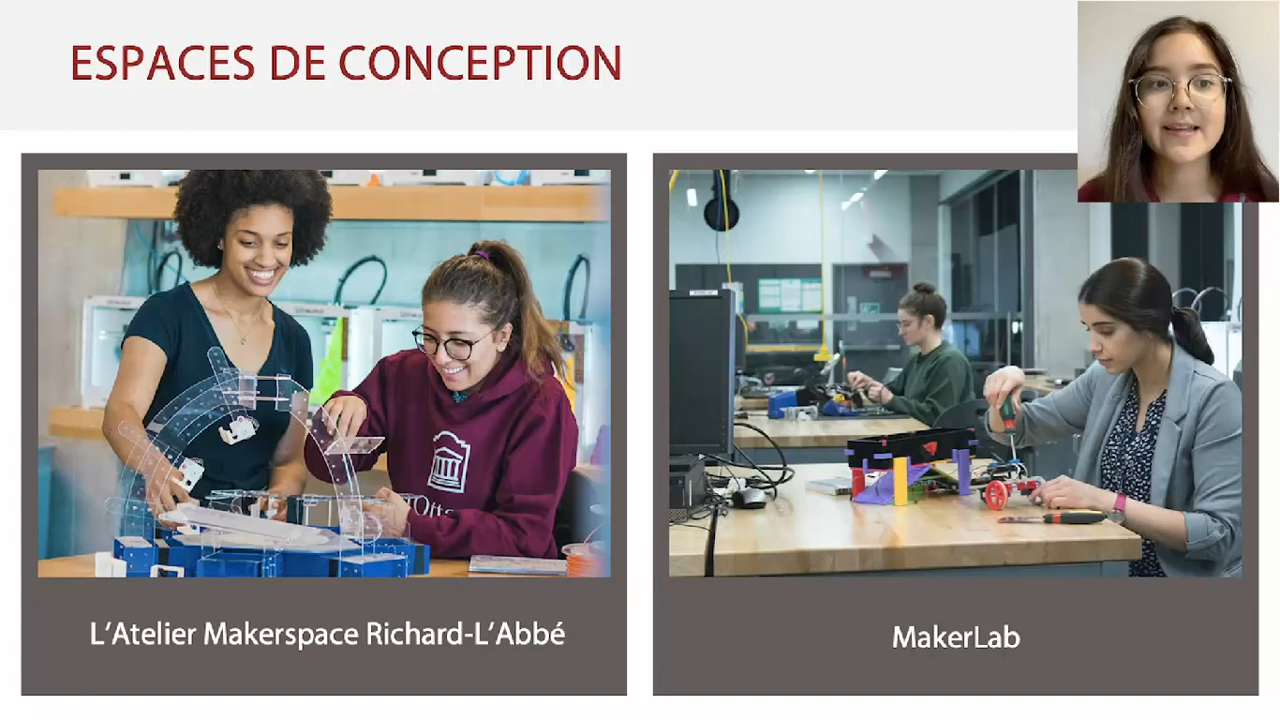 ESPACES DE CONCEPTION
L’Atelier Makerspace Richard-L’Abbé
MakerLab